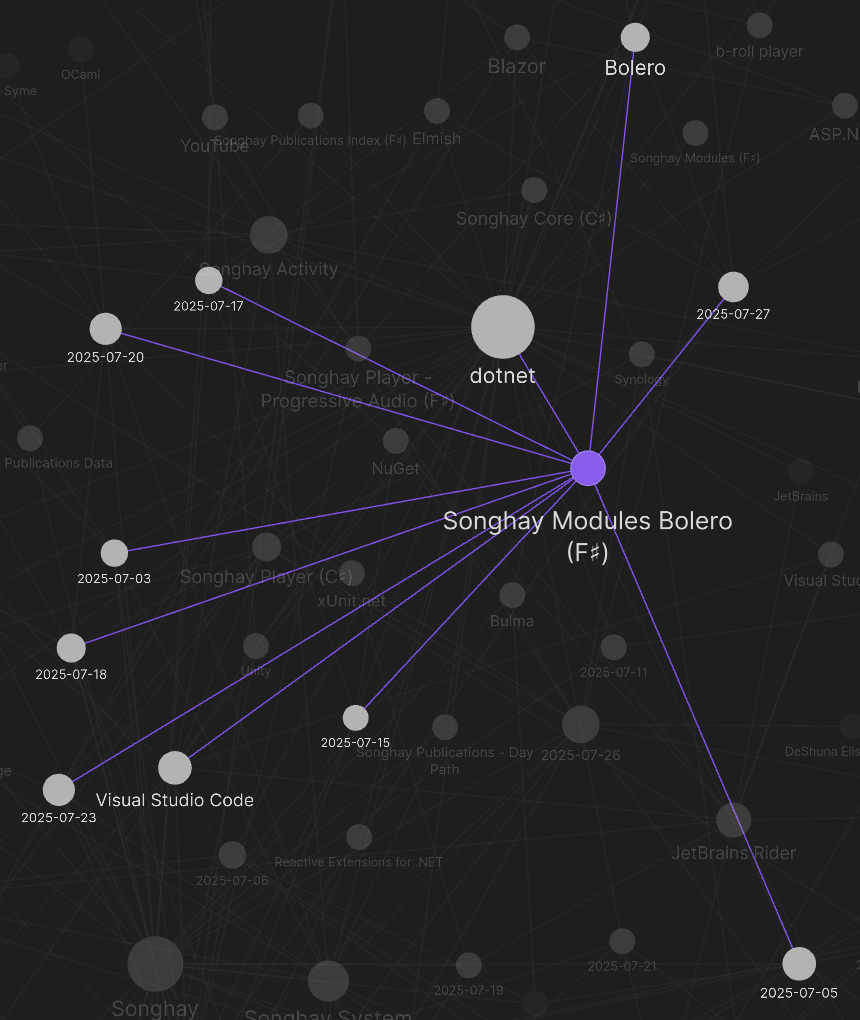 b-roll player
Blazor
Bolero
OCaml
Syme
ASP.N
YouTube
Songhay Publications Index (F♯)
Elmish
Songhay Modules (F♯)
Songhay Core (C♯)
Songhay Activity
2025-07-17
2025-07-27
2025-07-20
dotnet
Songhay Player -
Progressive Audio (F♯)
Synology
Publications Data
NuGet
JetBrains
Songhay Modules Bolero
(F♯)
2025-07-03
Songhay Player (C♯)
Visual Stud
xUnit.net
Bulma
2025-07-18
Unity
2025-07-11
2025-07-15
Songhay Publications - Day
Path
2025-07-26
DeShuna Elis
Visual Studio Code
2025-07-23
JetBrains Rider
Reactive Extensions for .NET
2025-07-06
2025-07-21
2025-07-19
2025-07-05
Songhay
Songhay System